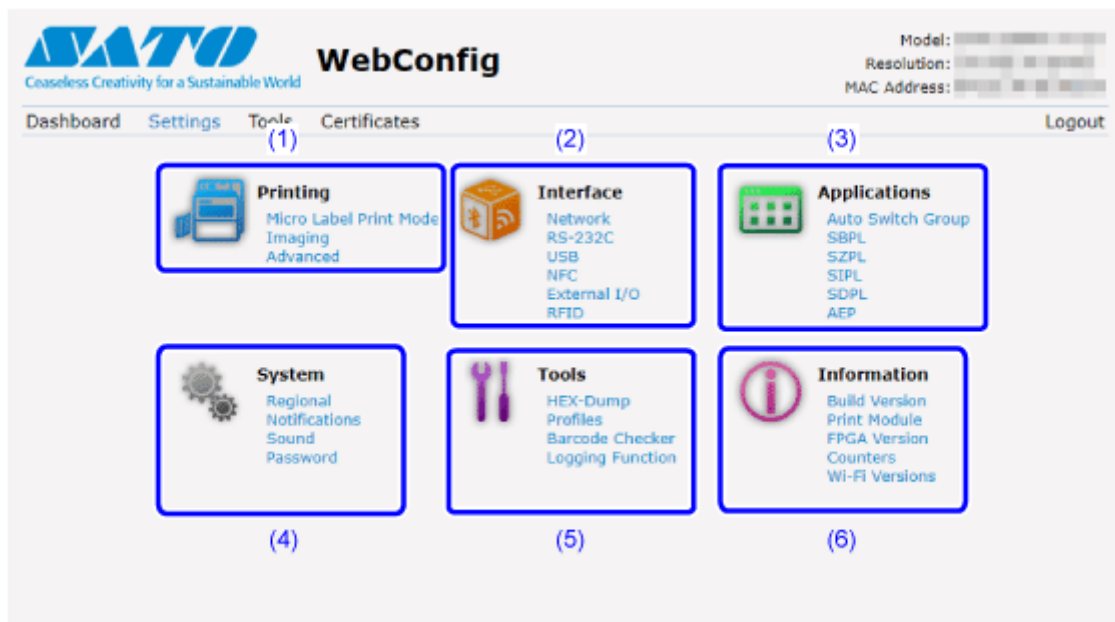 SATO
Ceaseless Creativity for a Sustainable World
WebConfig
Model:
Resolution:
MAC Address:
Dashboard Settings Tools Certificates Logout
(1) (2) (3)
Printing
Micro Label Print Mode
Imaging
Advanced
Interface
Network
RS-232C
USB
NFC
External I/O
RFID
Applications
Auto Switch Group
SBPL
SZPL
SIPL
SDPL
AEP
System
Regional
Notifications
Sound
Password
Tools
HEX-Dump
Profiles
Barcode Checker
Logging Function
Information
Build Version
Print Module
FPGA Version
Counters
Wi-Fi Versions
(4) (5) (6)